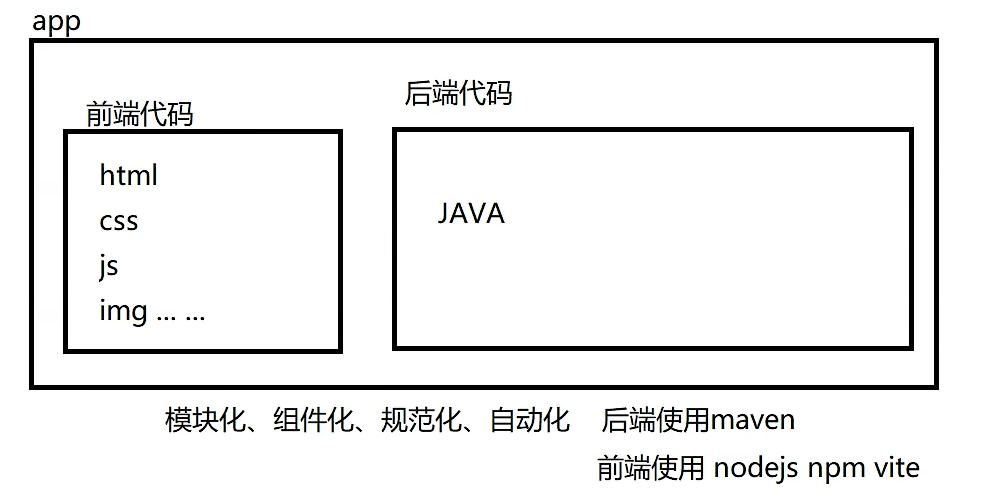 app
前端代码
html
css
js
img ... ...
后端代码
JAVA
模块化、组件化、规范化、自动化 后端使用maven
前端使用 nodejs npm vite